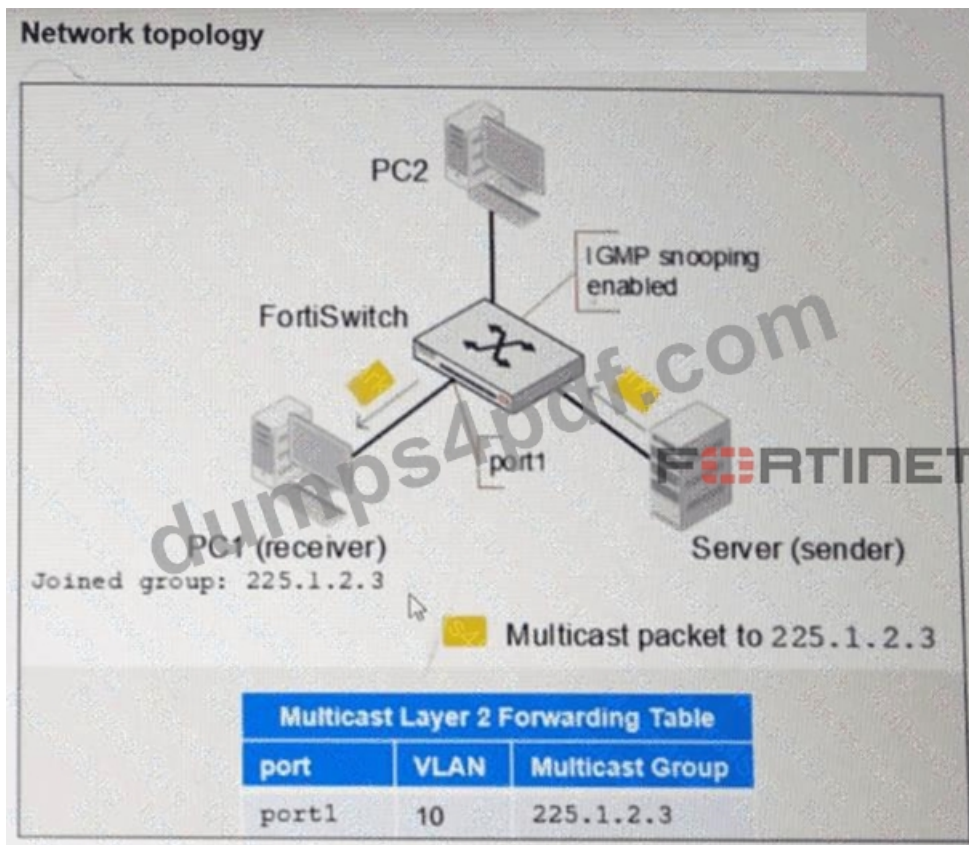 Network topology
PC2
IGMP snooping
enabled
FortiSwitch
dumps4pdf.com
port1
FORTINET
PC1 (receiver)
Server (sender)
Joined group: 225.1.2.3
Multicast packet to 225.1.2.3
Multicast Layer 2 Forwarding Table
port VLAN Multicast Group
port1 10 225.1.2.3